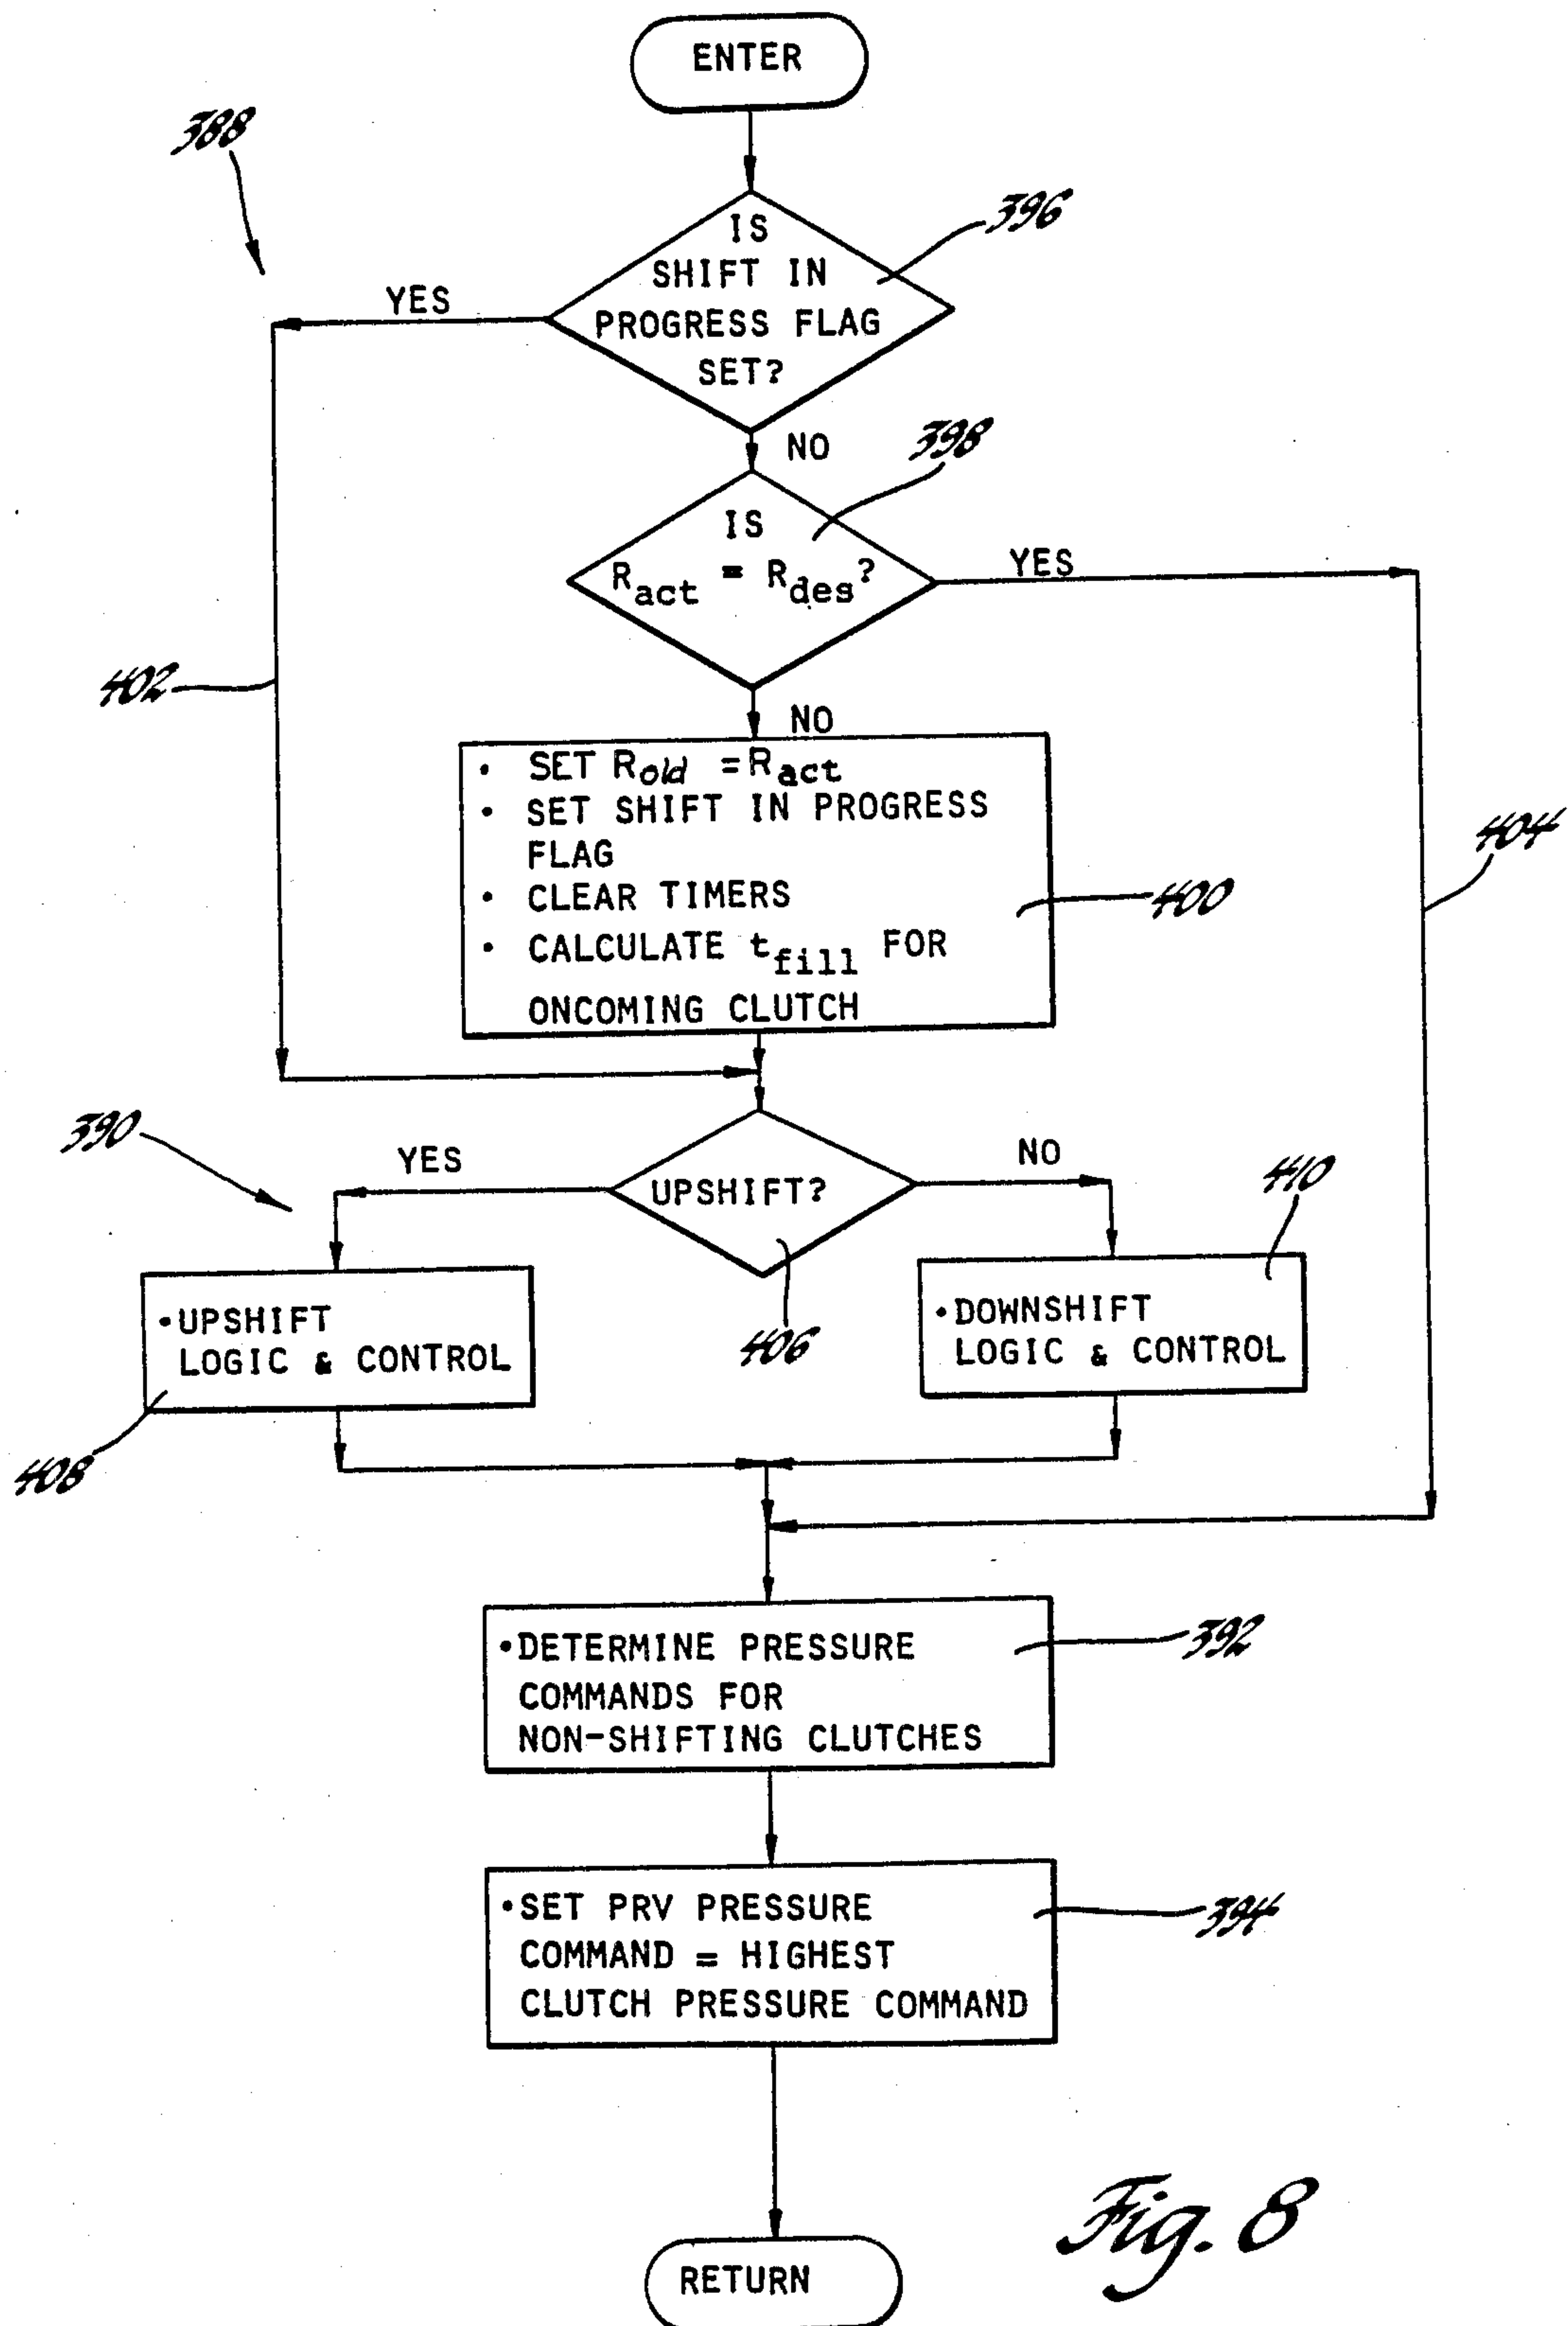 ENTER
388
IS
SHIFT IN
PROGRESS FLAG
SET?
396
YES
NO
398
IS
Ract = Rdes?
YES
402
NO
• SET Rold = Ract
• SET SHIFT IN PROGRESS
FLAG
• CLEAR TIMERS
• CALCULATE tfill FOR
ONCOMING CLUTCH
400
404
390
YES
UPSHIFT?
NO
410
•UPSHIFT
LOGIC & CONTROL
406
•DOWNSHIFT
LOGIC & CONTROL
408
•DETERMINE PRESSURE
COMMANDS FOR
NON-SHIFTING CLUTCHES
392
•SET PRV PRESSURE
COMMAND = HIGHEST
CLUTCH PRESSURE COMMAND
394
RETURN
Fig. 8